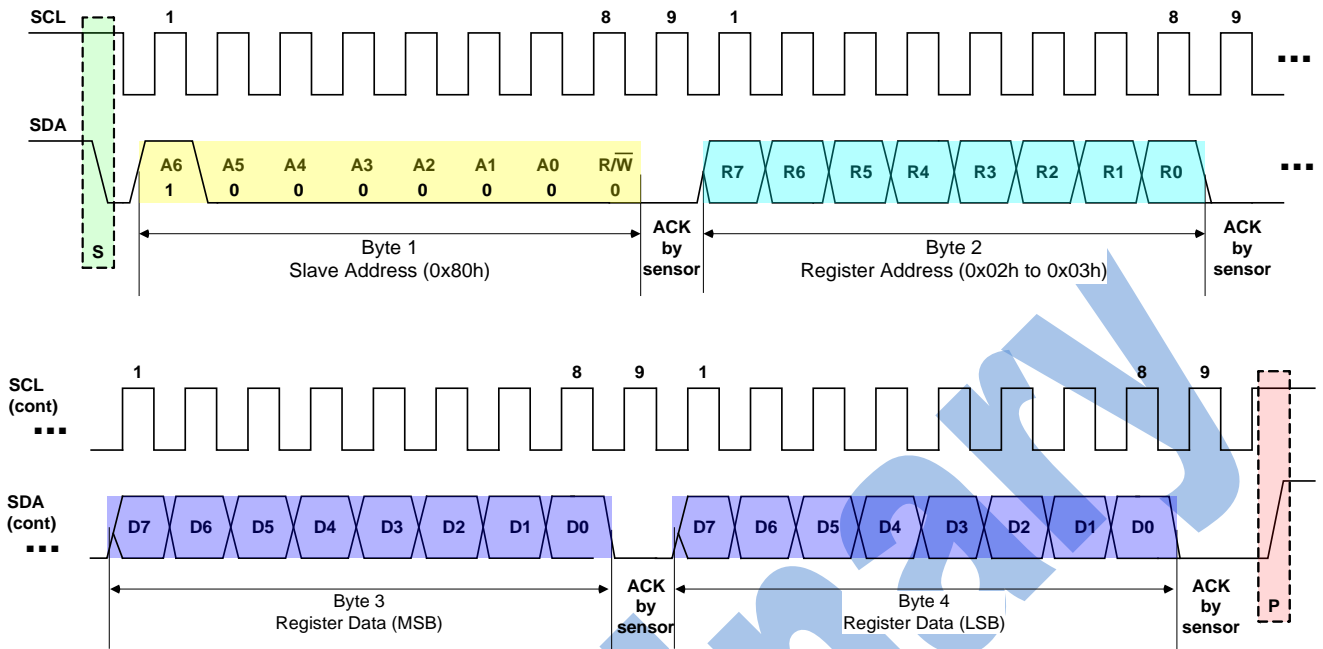 SCL 1 8 9 1 8 9
...
SDA
A6 A5 A4 A3 A2 A1 A0 R/W̅ R7 R6 R5 R4 R3 R2 R1 R0
...
1 0 0 0 0 0 0 0
S
Byte 1
Slave Address (0x80h)
ACK
by
sensor
Byte 2
Register Address (0x02h to 0x03h)
ACK
by
sensor
1 8 9 1 8 9
SCL
(cont)
...
SDA
(cont)
...
D7 D6 D5 D4 D3 D2 D1 D0 D7 D6 D5 D4 D3 D2 D1 D0
Byte 3
Register Data (MSB)
ACK
by
sensor
Byte 4
Register Data (LSB)
ACK
by
sensor
P
nary